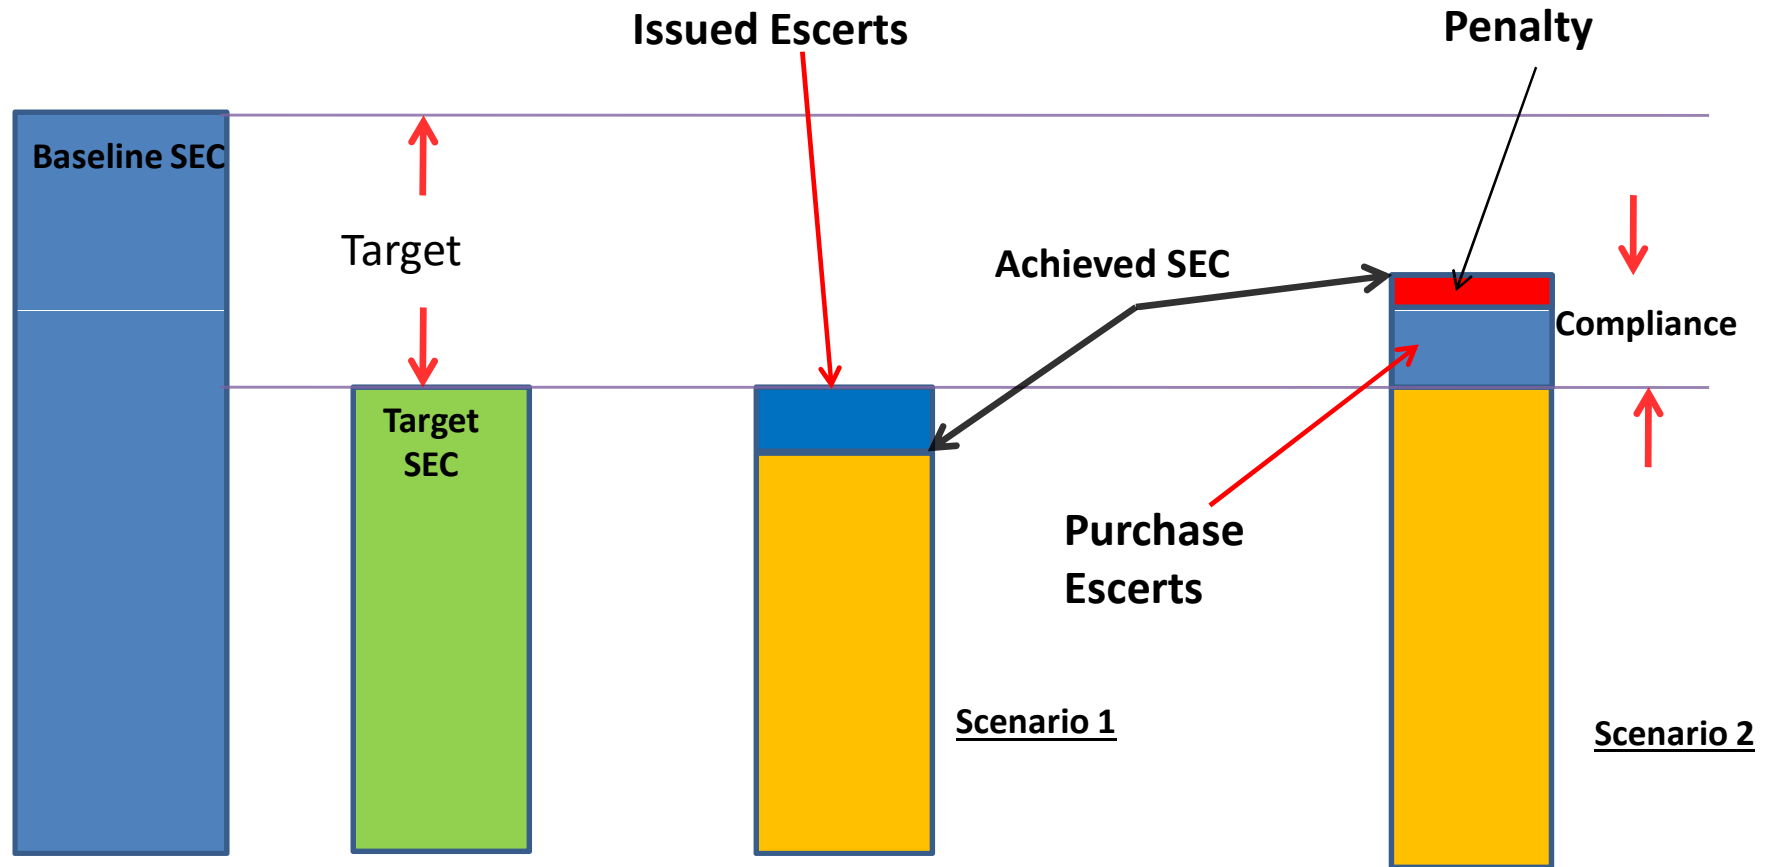 Issued Escerts
Penalty
Baseline SEC
Target
Achieved SEC
Compliance
Target
SEC
Purchase
Escerts
Scenario 1
Scenario 2